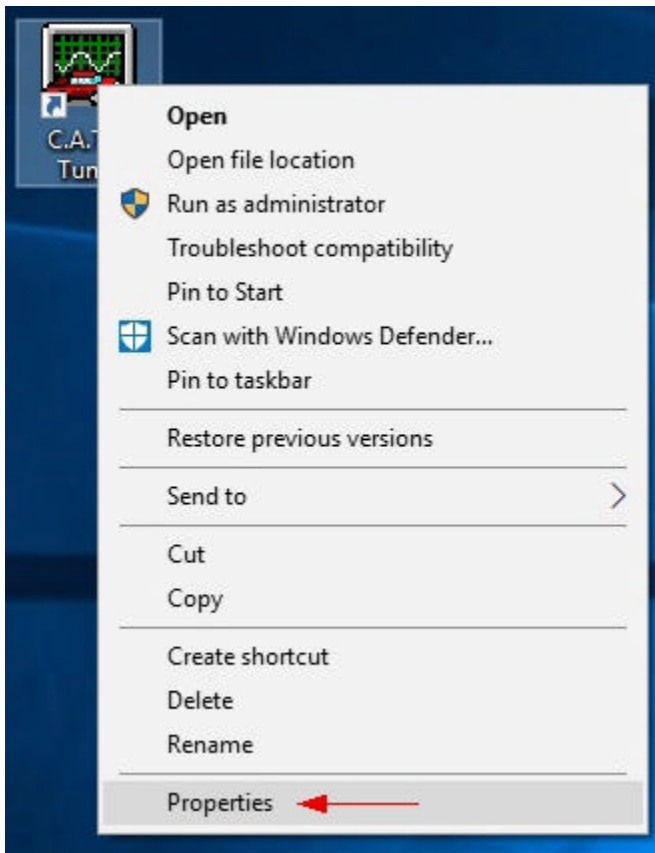 C.A.
Tun
Open
Open file location
Run as administrator
Troubleshoot compatibility
Pin to Start
Scan with Windows Defender...
Pin to taskbar
Restore previous versions
Send to
Cut
Copy
Create shortcut
Delete
Rename
Properties